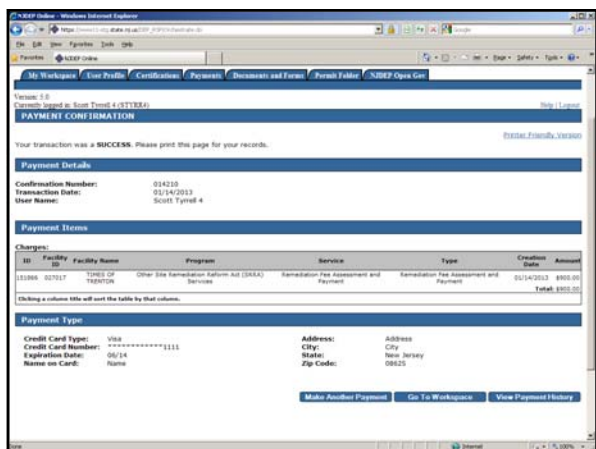 NJDEP Online - Windows Internet Explorer
File Edit View Favorites Tools Help
Favorites NJDEP Online Page Safety Tools
My Workspace User Profile Certifications Payments Documents and Forms Permit Folder NJDEP Open Gov
Version: 5.0
Currently logged in: Scott Tyrrell 4 (STYRR4) Help | Logout
PAYMENT CONFIRMATION
Printer Friendly Version
Your transaction was a SUCCESS. Please print this page for your records.
Payment Details
Confirmation Number: 014210
Transaction Date: 01/14/2013
User Name: Scott Tyrell 4
Payment Items
Charges:
ID Facility ID Facility Name Program Service Type Creation Date Amount
151866 027017 TIMES OF TRENTON Other Site Remediation Reform Act (SRRA) Services Remediation Fee Assessment and Payment Remediation Fee Assessment and Payment 01/14/2013 $900.00
Total: $900.00
Clicking a column title will sort the table by that column.
Payment Type
Credit Card Type: Visa Address: Address
Credit Card Number: ************1111 City: City
Expiration Date: 06/14 State: New Jersey
Name on Card: Name Zip Code: 08625
Make Another Payment Go To Workspace View Payment History
Done Internet 100%